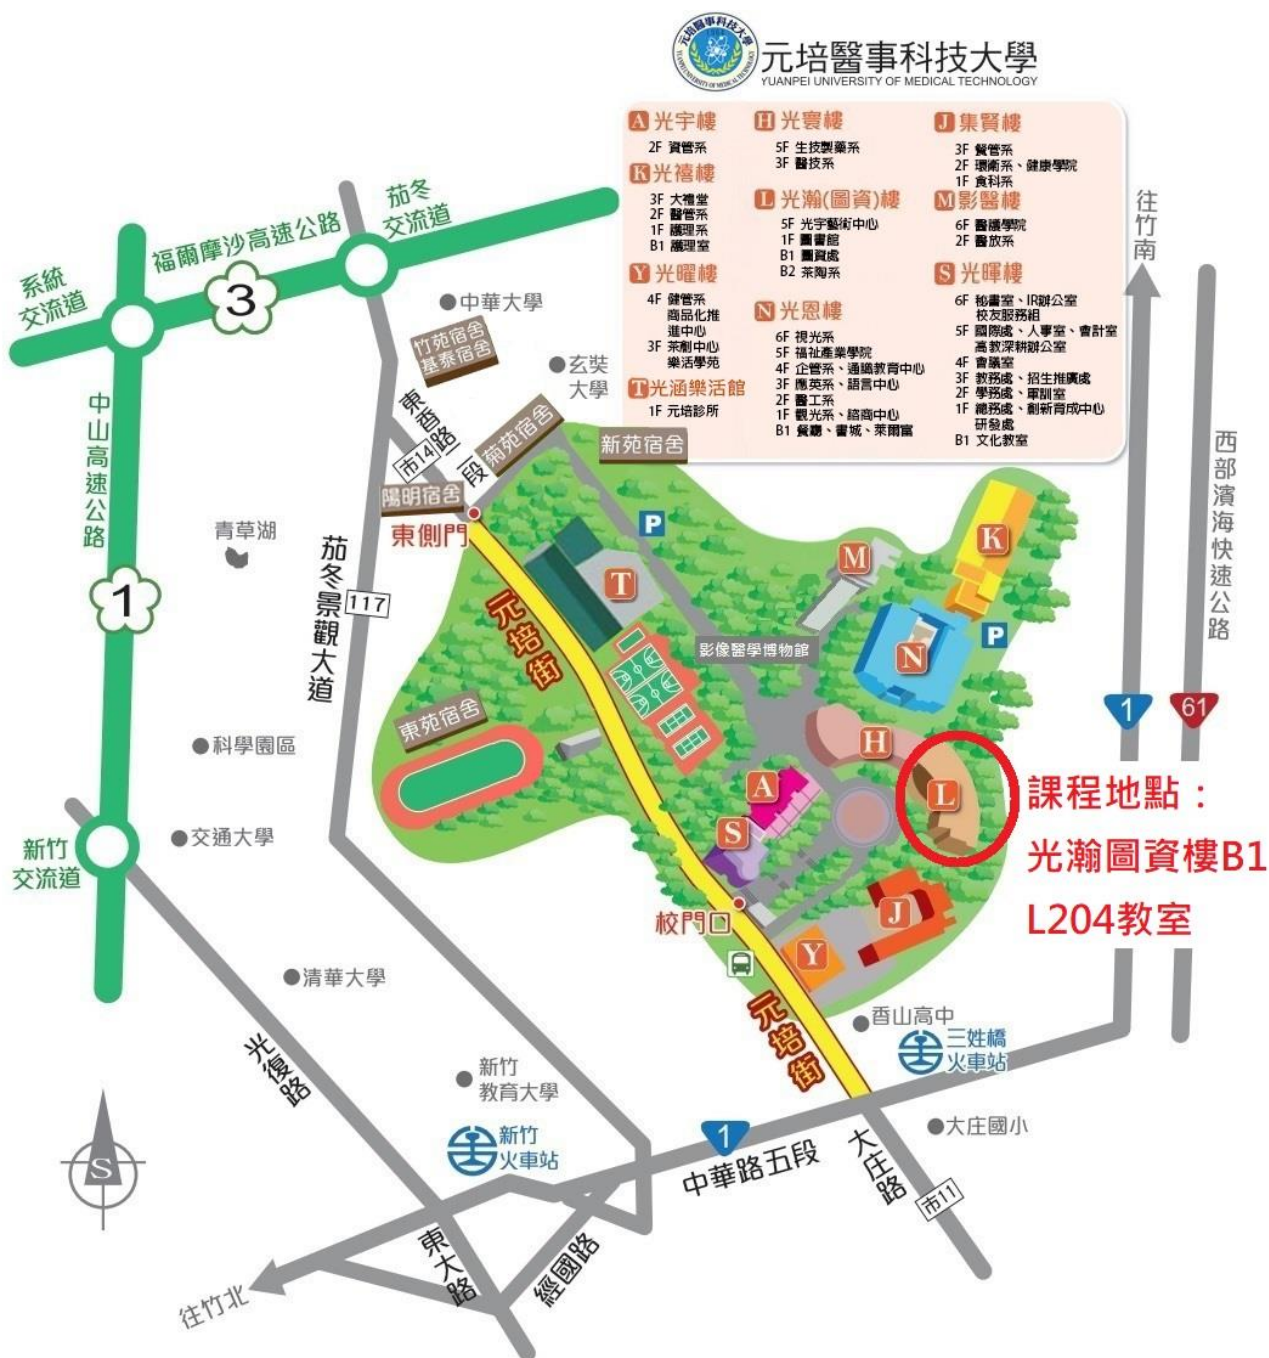 元培醫事科技大學
YUANPEI UNIVERSITY OF MEDICAL TECHNOLOGY
A 光宇樓
2F 資管系
K 光禧樓
3F 大禮堂
2F 醫管系
1F 護理系
B1 護理室
Y 光曜樓
4F 健管系
商品化推
進中心
3F 茶創中心
樂活學苑
T 光涵樂活館
1F 元培診所
H 光寰樓
5F 生技製藥系
3F 醫技系
L 光瀚(圖資)樓
5F 光宇藝術中心
1F 圖書館
B1 圖資處
B2 茶陶系
N 光恩樓
6F 視光系
5F 福祉產業學院
4F 企管系、通識教育中心
3F 應英系、語言中心
2F 醫工系
1F 觀光系、諮商中心
B1 餐廳、書城、萊爾富
J 集賢樓
3F 餐管系
2F 環衛系、健康學院
1F 食科系
M 影醫樓
6F 醫護學院
2F 醫放系
S 光暉樓
6F 秘書室、IR辦公室
校友服務組
5F 國際處、人事室、會計室
高教深耕辦公室
4F 會議室
3F 教務處、招生推廣處
2F 學務處、軍訓室
1F 總務處、創新育成中心
研發處
B1 文化教室
茄冬
交流道
福爾摩沙高速公路
3
系統
交流道
往竹南
中華大學
竹苑宿舍
基泰宿舍
玄奘
大學
東香路一段
市14
菊苑宿舍
新苑宿舍
陽明宿舍
東側門
中山高速公路
1
青草湖
茄冬景觀大道
117
西部濱海快速公路
P
K
M
T
元培街
影像醫學博物館
N
P
東苑宿舍
科學園區
1
61
H
A
L
課程地點：
光瀚圖資樓B1
L204教室
交通大學
新竹
交流道
S
J
校門口
Y
清華大學
元培街
香山高中
三姓橋
火車站
光復路
新竹
教育大學
新竹
火車站
1
中華路五段
大庄路
大庄國小
市11
S
東大路
經國路
往竹北